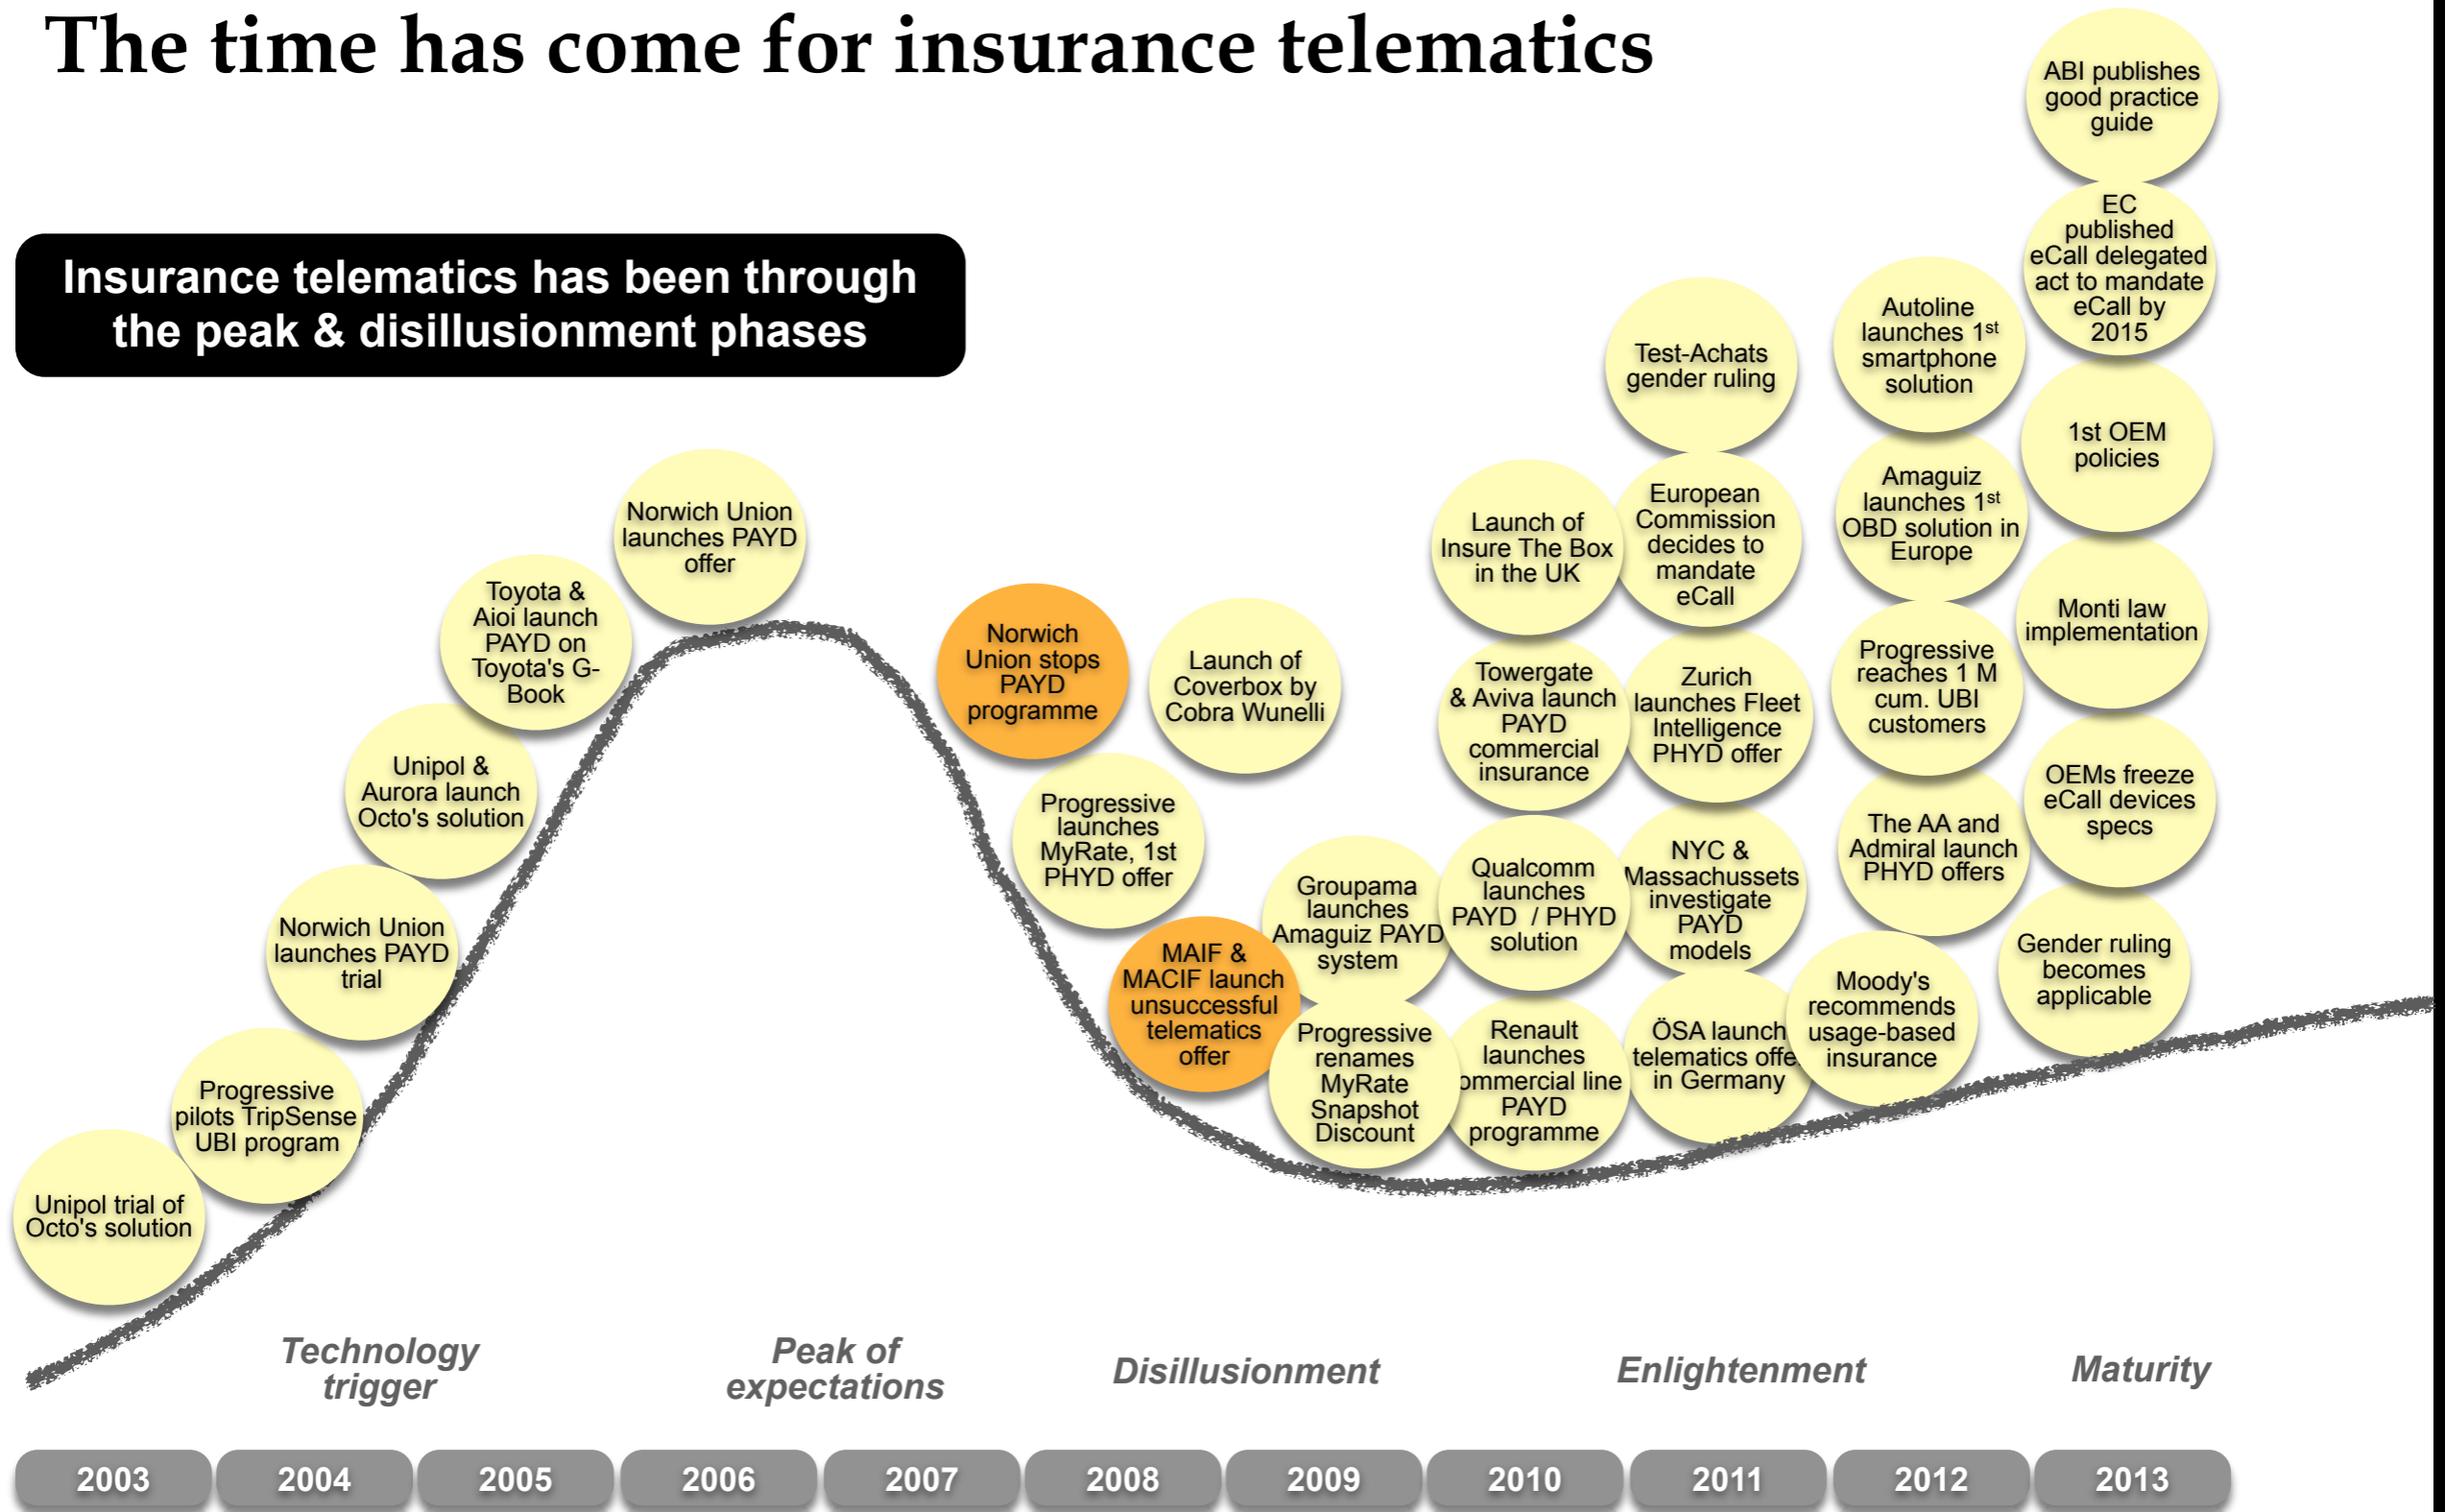 The time has come for insurance telematics
Insurance telematics has been through
the peak & disillusionment phases
Unipol trial of
Octo's solution
Progressive
pilots TripSense
UBI program
Norwich Union
launches PAYD
trial
Unipol &
Aurora launch
Octo's solution
Toyota &
Aioi launch
PAYD on
Toyota's G-
Book
Norwich Union
launches PAYD
offer
Norwich
Union stops
PAYD
programme
Progressive
launches
MyRate, 1st
PHYD offer
Launch of
Coverbox by
Cobra Wunelli
MAIF &
MACIF launch
unsuccessful
telematics
offer
Groupama
launches
Amaguiz PAYD
system
Progressive
renames
MyRate
Snapshot
Discount
Launch of
Insure The Box
in the UK
Towergate
& Aviva launch
PAYD
commercial
insurance
Qualcomm
launches
PAYD / PHYD
solution
Renault
launches
ommercial line
PAYD
programme
Test-Achats
gender ruling
European
Commission
decides to
mandate
eCall
Zurich
launches Fleet
Intelligence
PHYD offer
NYC &
Massachussets
investigate
PAYD
models
ÖSA launch
telematics offe
in Germany
Autoline
launches 1st
smartphone
solution
Amaguiz
launches 1st
OBD solution in
Europe
Progressive
reaches 1 M
cum. UBI
customers
The AA and
Admiral launch
PHYD offers
Moody's
recommends
usage-based
insurance
ABI publishes
good practice
guide
EC
published
eCall delegated
act to mandate
eCall by
2015
1st OEM
policies
Monti law
implementation
OEMs freeze
eCall devices
specs
Gender ruling
becomes
applicable
Technology
trigger
Peak of
expectations
Disillusionment
Enlightenment
Maturity
2003 2004 2005 2006 2007 2008 2009 2010 2011 2012 2013